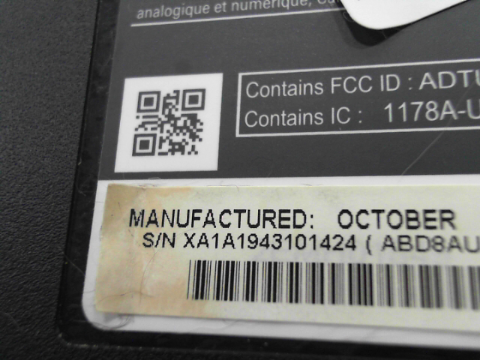 analogique et numérique,
Contains FCC ID : ADTU
Contains IC : 1178A-U
MANUFACTURED: OCTOBER
S/N XA1A1943101424 ( ABD8AU